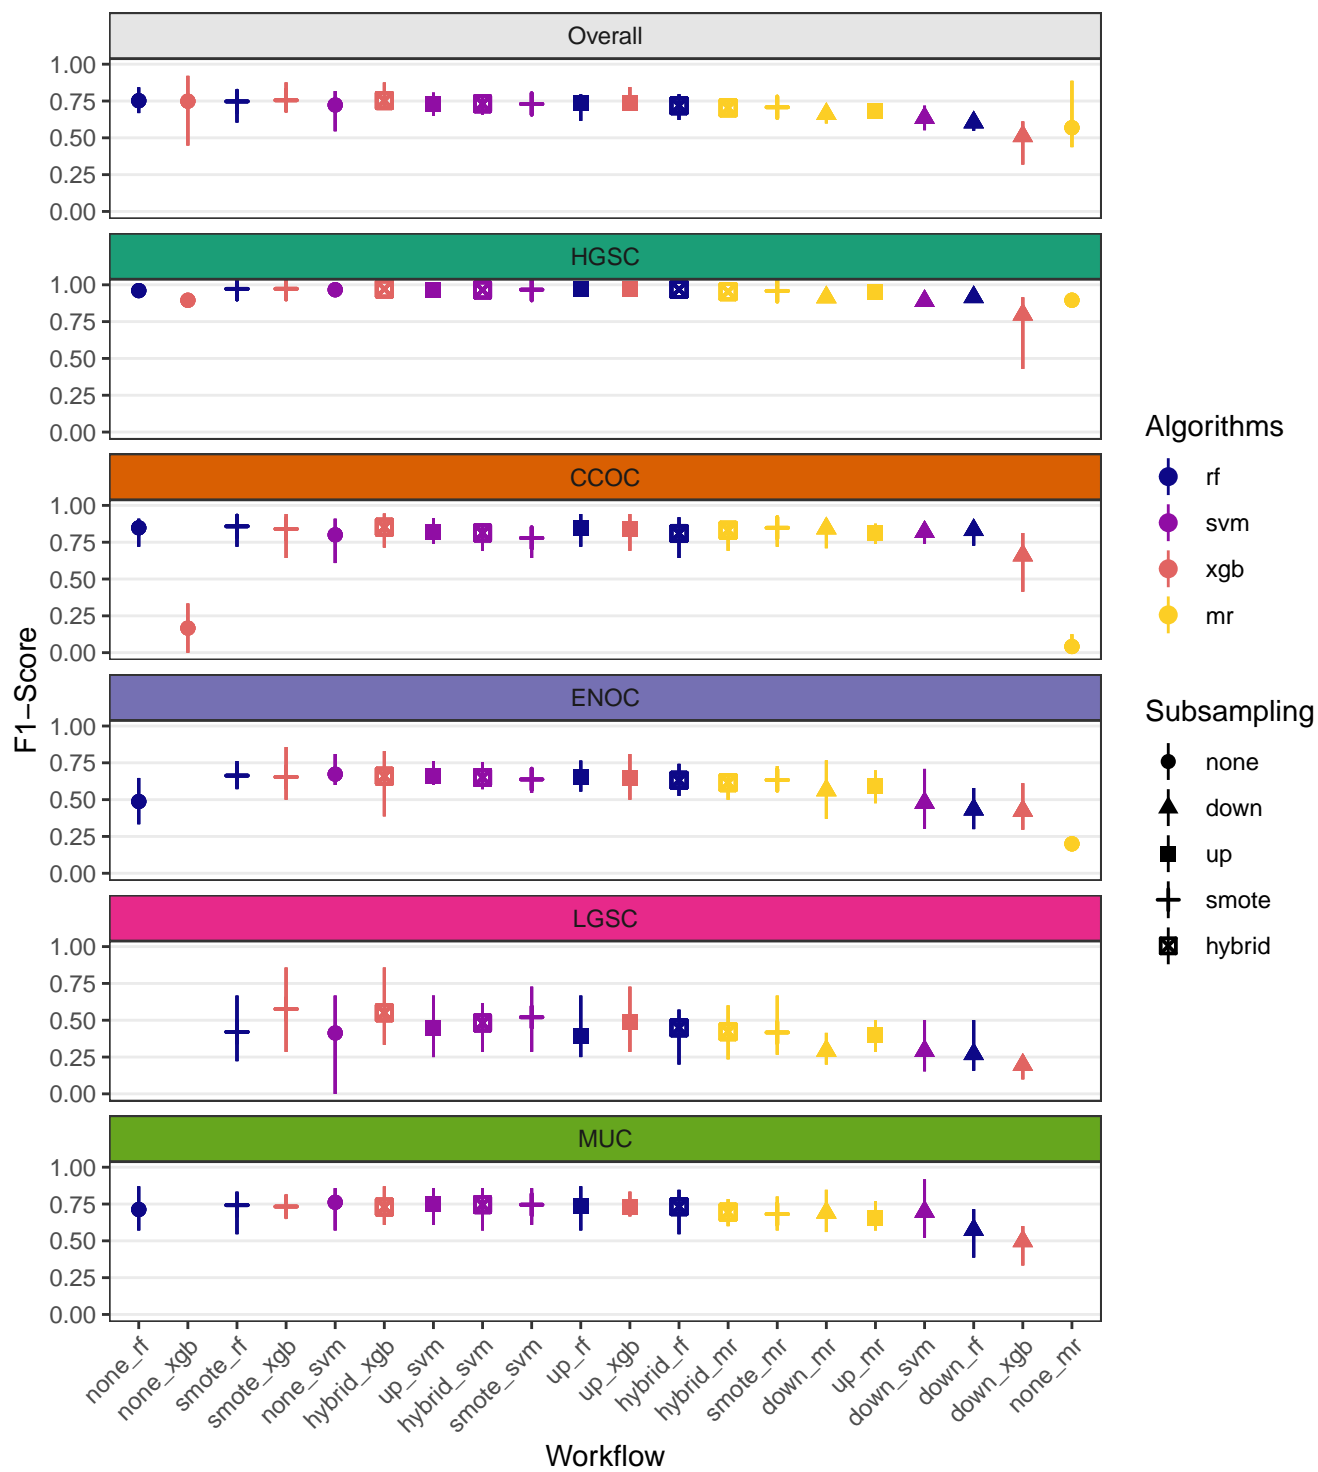 Overall
1.00
0.75
0.50
0.25
0.00
HGSC
1.00
0.75
0.50
0.25
0.00
CCOC
1.00
0.75
0.50
0.25
0.00
ENOC
1.00
0.75
0.50
0.25
0.00
LGSC
1.00
0.75
0.50
0.25
0.00
MUC
1.00
0.75
0.50
0.25
0.00
F1−Score
none_rf
none_xgb
smote_rf
smote_xgb
none_svm
hybrid_xgb
up_svm
hybrid_svm
smote_svm
up_rf
up_xgb
hybrid_rf
hybrid_mr
smote_mr
down_mr
up_mr
down_svm
down_rf
down_xgb
none_mr
Workflow
Algorithms
rf
svm
xgb
mr
Subsampling
none
down
up
smote
hybrid